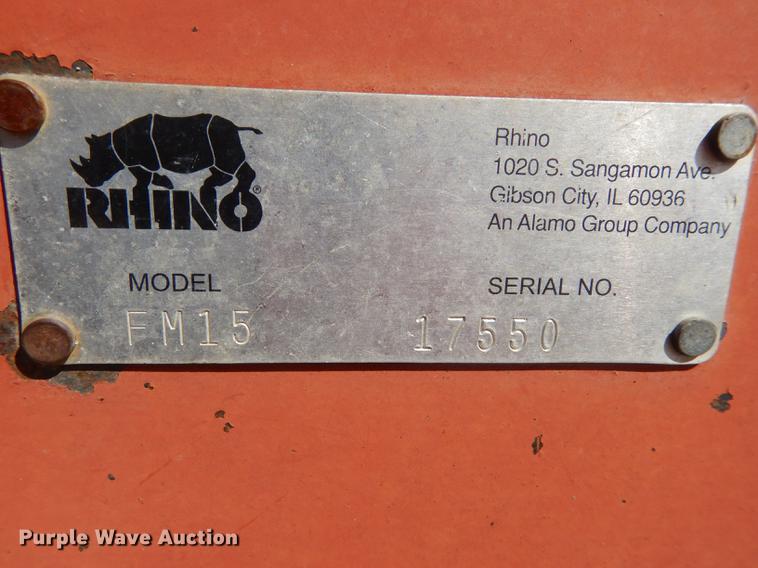 RHINO®
Rhino
1020 S. Sangamon Ave.
Gibson City, IL 60936
An Alamo Group Company
MODEL
SERIAL NO.
FM15
17550
Purple Wave Auction